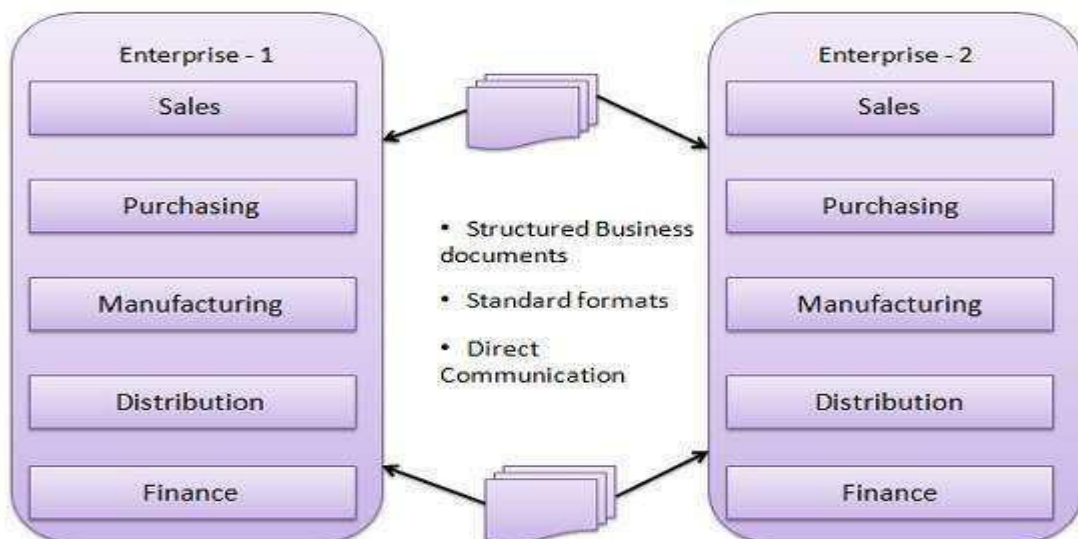 Enterprise - 1
Sales
Purchasing
Manufacturing
Distribution
Finance
• Structured Business
documents
• Standard formats
• Direct
Communication
Enterprise - 2
Sales
Purchasing
Manufacturing
Distribution
Finance